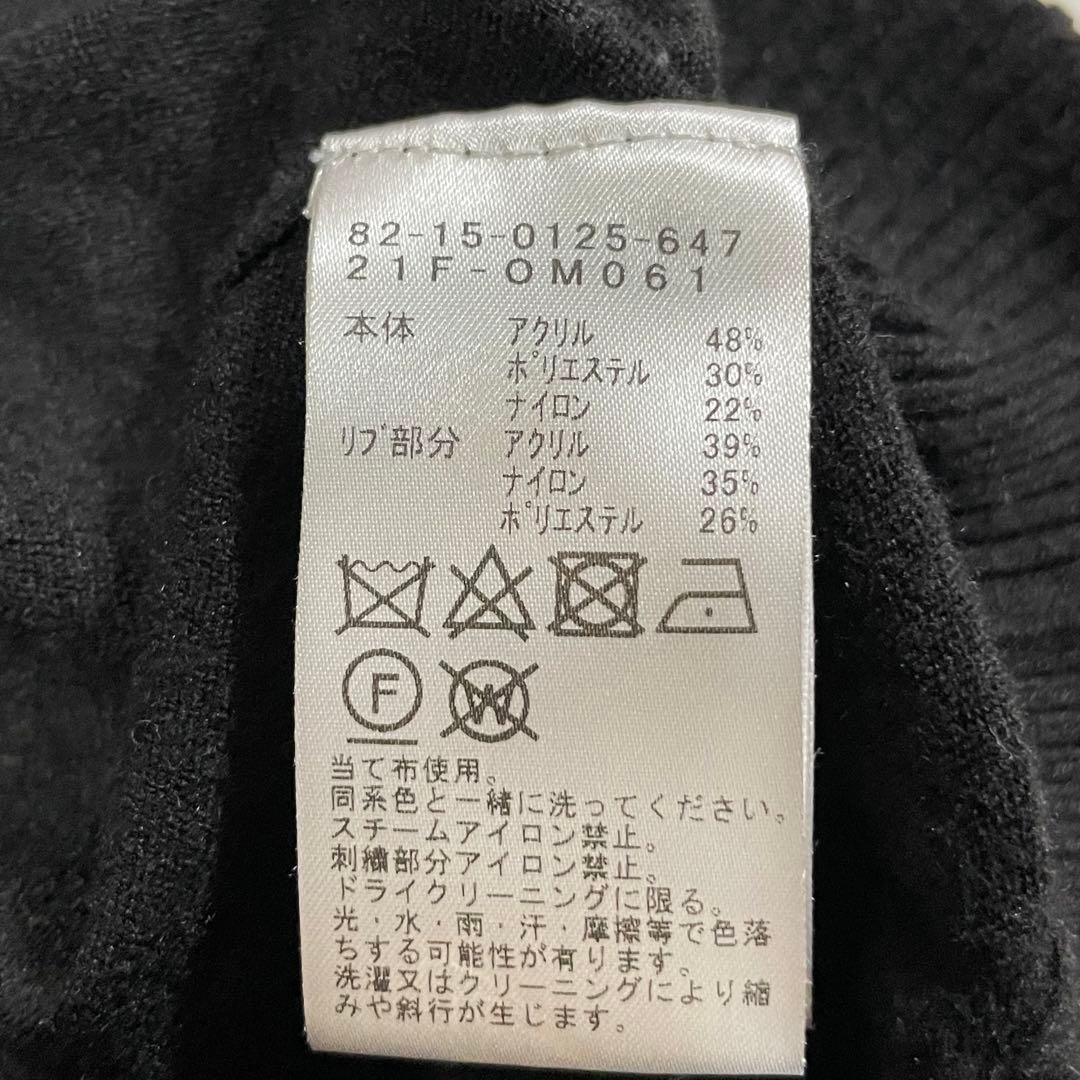 82-15-0125-647
21F-OM061
本体 アクリル 48%
ポリエステル 30%
ナイロン 22%
リブ部分 アクリル 39%
ナイロン 35%
ポリエステル 26%
F W
当て布使用。
同系色と一緒に洗ってください。
スチームアイロン禁止。
刺繍部分アイロン禁止。
ドライクリーニングに限る。
光・水・雨・汗・摩擦等で色落
ちする可能性が有ります。
洗濯又はクリーニングにより縮
みや斜行が生じます。